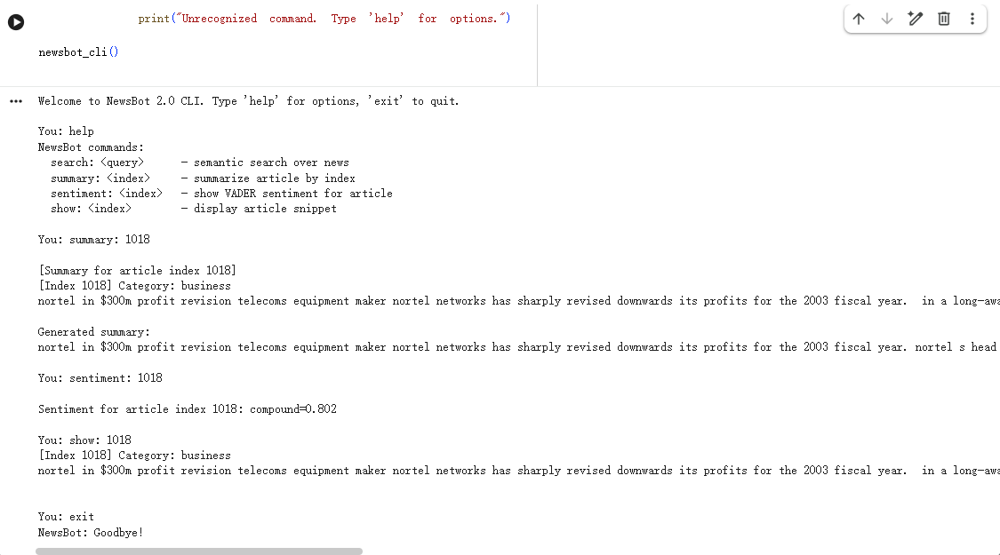 print("Unrecognized command. Type 'help' for options.")
newsbot_cli()
Welcome to NewsBot 2.0 CLI. Type 'help' for options, 'exit' to quit.
You: help
NewsBot commands:
search: <query> - semantic search over news
summary: <index> - summarize article by index
sentiment: <index> - show VADER sentiment for article
show: <index> - display article snippet
You: summary: 1018
[Summary for article index 1018]
[Index 1018] Category: business
nortel in $300m profit revision telecoms equipment maker nortel networks has sharply revised downwards its profits for the 2003 fiscal year. in a long-awa
Generated summary:
nortel in $300m profit revision telecoms equipment maker nortel networks has sharply revised downwards its profits for the 2003 fiscal year. nortel s head
You: sentiment: 1018
Sentiment for article index 1018: compound=0.802
You: show: 1018
[Index 1018] Category: business
nortel in $300m profit revision telecoms equipment maker nortel networks has sharply revised downwards its profits for the 2003 fiscal year. in a long-awa
You: exit
NewsBot: Goodbye!